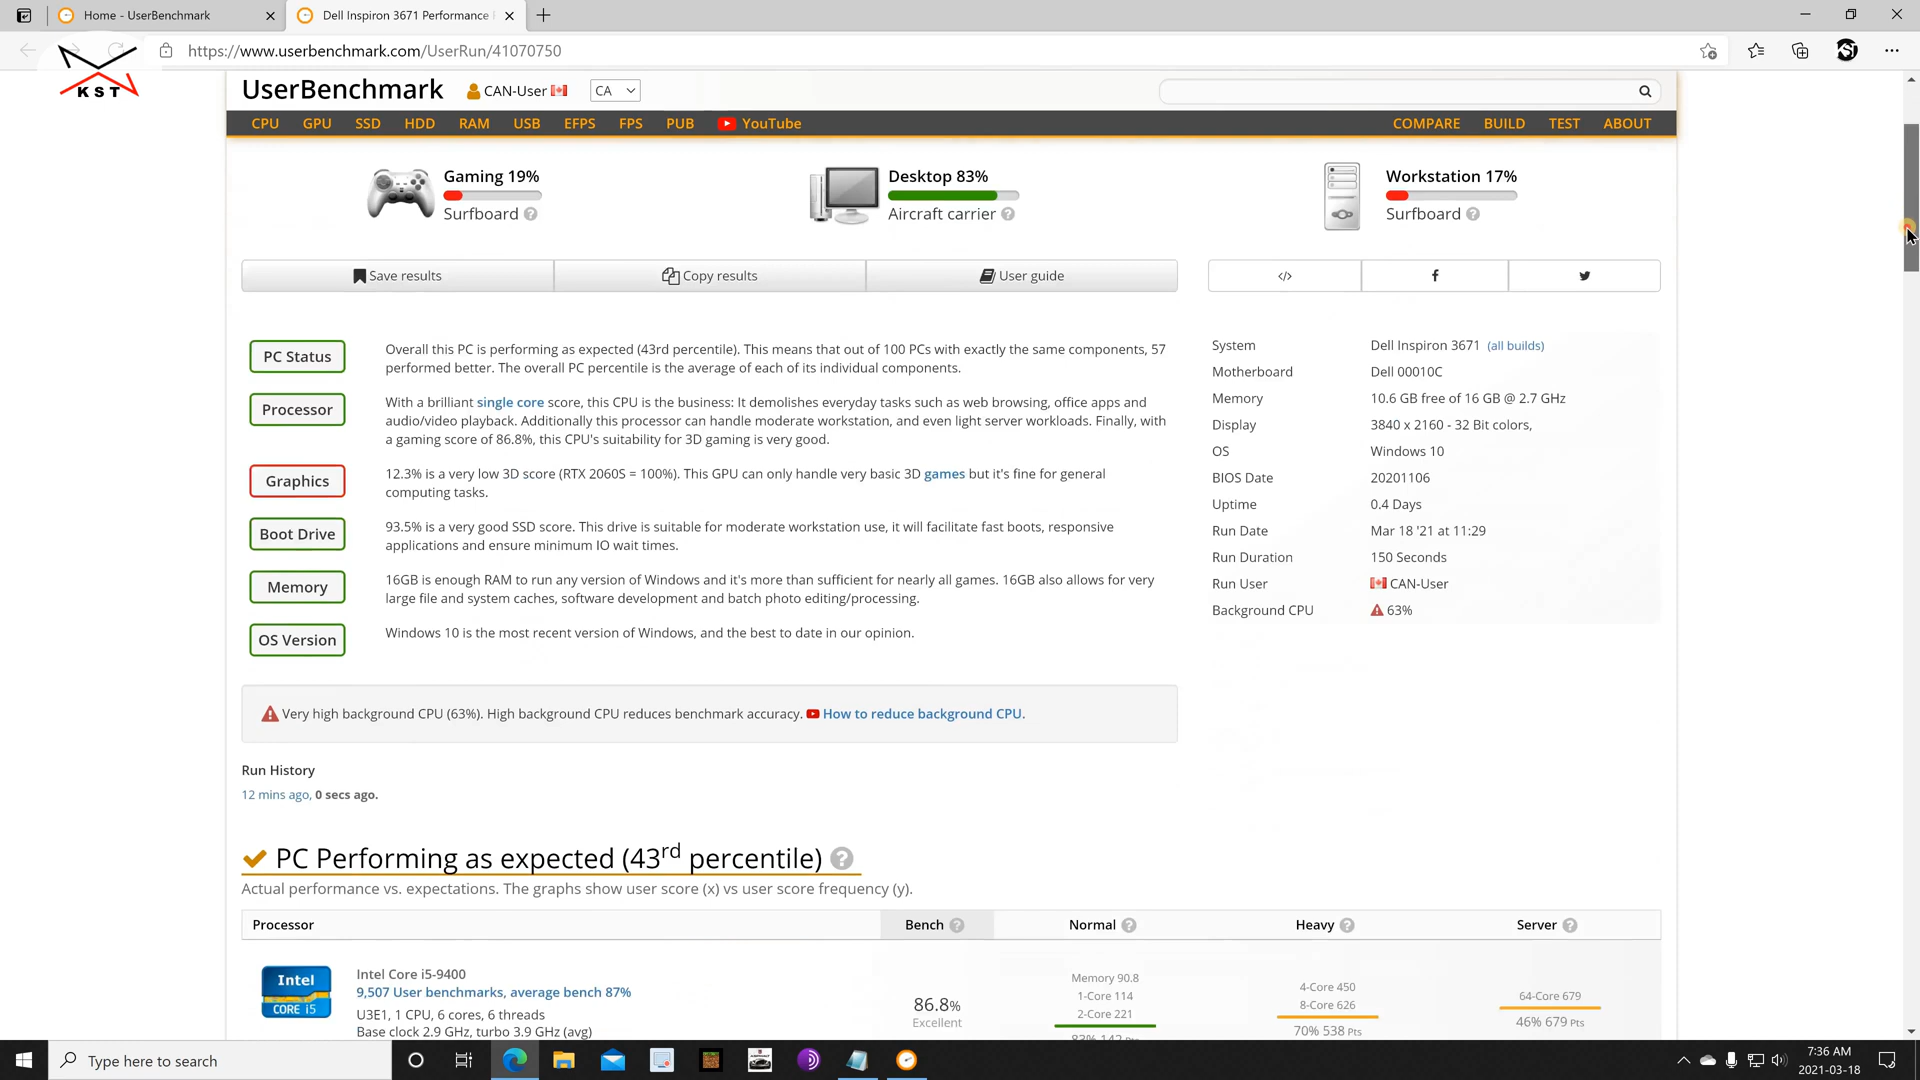 Home - UserBenchmark
Dell Inspiron 3671 Performance
https://www.userbenchmark.com/UserRun/41070750
KST
UserBenchmark
CAN-User
CA
CPU GPU SSD HDD RAM USB EFPS FPS PUB YouTube
COMPARE BUILD TEST ABOUT
Gaming 19%
Surfboard
Desktop 83%
Aircraft carrier
Workstation 17%
Surfboard
Save results
Copy results
User guide
PC Status
Overall this PC is performing as expected (43rd percentile). This means that out of 100 PCs with exactly the same components, 57
performed better. The overall PC percentile is the average of each of its individual components.
Processor
With a brilliant single core score, this CPU is the business: It demolishes everyday tasks such as web browsing, office apps and
audio/video playback. Additionally this processor can handle moderate workstation, and even light server workloads. Finally, with
a gaming score of 86.8%, this CPU's suitability for 3D gaming is very good.
Graphics
12.3% is a very low 3D score (RTX 2060S = 100%). This GPU can only handle very basic 3D games but it's fine for general
computing tasks.
Boot Drive
93.5% is a very good SSD score. This drive is suitable for moderate workstation use, it will facilitate fast boots, responsive
applications and ensure minimum IO wait times.
Memory
16GB is enough RAM to run any version of Windows and it's more than sufficient for nearly all games. 16GB also allows for very
large file and system caches, software development and batch photo editing/processing.
OS Version
Windows 10 is the most recent version of Windows, and the best to date in our opinion.
System Dell Inspiron 3671 (all builds)
Motherboard Dell 00010C
Memory 10.6 GB free of 16 GB @ 2.7 GHz
Display 3840 x 2160 - 32 Bit colors,
OS Windows 10
BIOS Date 20201106
Uptime 0.4 Days
Run Date Mar 18 '21 at 11:29
Run Duration 150 Seconds
Run User CAN-User
Background CPU 63%
Very high background CPU (63%). High background CPU reduces benchmark accuracy. How to reduce background CPU.
Run History
12 mins ago, 0 secs ago.
PC Performing as expected (43rd percentile)
Actual performance vs. expectations. The graphs show user score (x) vs user score frequency (y).
Processor Bench Normal Heavy Server
Intel CORE i5
Intel Core i5-9400
9,507 User benchmarks, average bench 87%
U3E1, 1 CPU, 6 cores, 6 threads
Base clock 2.9 GHz, turbo 3.9 GHz (avg)
86.8%
Excellent
Memory 90.8
1-Core 114
2-Core 221
83% 142 Pts
4-Core 450
8-Core 626
70% 538 Pts
64-Core 679
46% 679 Pts
Type here to search
7:36 AM
2021-03-18